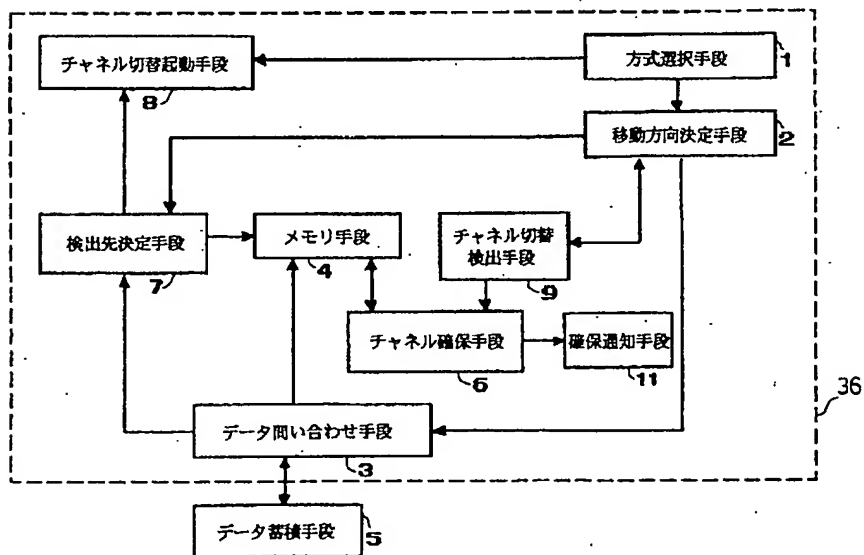 チャネル切替起動手段
8
方式選択手段
1
移動方向決定手段
2
検出先決定手段
7
メモリ手段
4
チャネル切替
検出手段
9
チャネル確保手段
6
確保通知手段
11
36
データ問い合わせ手段
3
データ蓄積手段
5